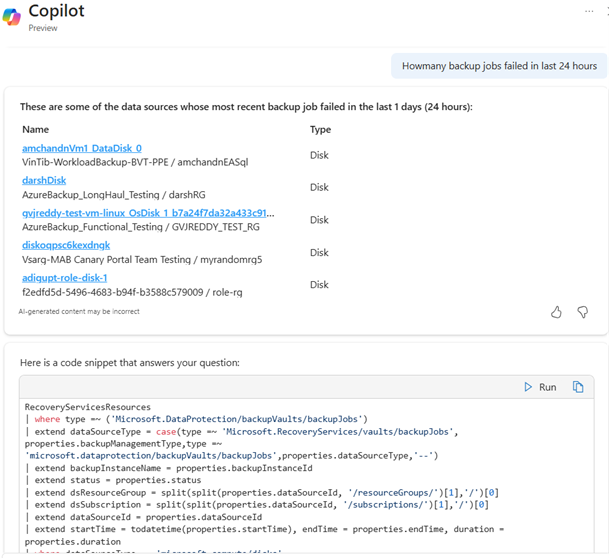 Copilot
Preview
Howmany backup jobs failed in last 24 hours
These are some of the data sources whose most recent backup job failed in the last 1 days (24 hours):
Name Type
amchandnVm1_DataDisk_0
VinTib-WorkloadBackup-BVT-PPE / amchandnEASql Disk
darshDisk
AzureBackup_LongHaul_Testing / darshRG Disk
gvjreddy-test-vm-linux_OsDisk_1_b7a24f7da32a433c91...
AzureBackup_Functional_Testing / GVJREDDY_TEST_RG Disk
diskoqpsc6kexdnqk
Vsarg-MAB Canary Portal Team Testing / myrandomrg5 Disk
adigupt-role-disk-1
f2edfd5d-5496-4683-b94f-b3588c579009 / role-rg Disk
AI-generated content may be incorrect
Here is a code snippet that answers your question:
Run
RecoveryServicesResources
| where type =~ ('Microsoft.DataProtection/backupVaults/backupJobs')
| extend dataSourceType = case(type =~ 'Microsoft.RecoveryServices/vaults/backupJobs',
properties.backupManagementType,type =~
'microsoft.dataprotection/backupVaults/backupJobs',properties.dataSourceType,'--')
| extend backupInstanceName = properties.backupInstanceId
| extend status = properties.status
| extend dsResourceGroup = split(split(properties.dataSourceId, '/resourceGroups/')[1],'/')[0]
| extend dsSubscription = split(split(properties.dataSourceId, '/subscriptions/')[1],'/')[0]
| extend dataSourceId = properties.dataSourceId
| extend startTime = todatetime(properties.startTime), endTime = properties.endTime, duration =
properties.duration
| where dataSourceType